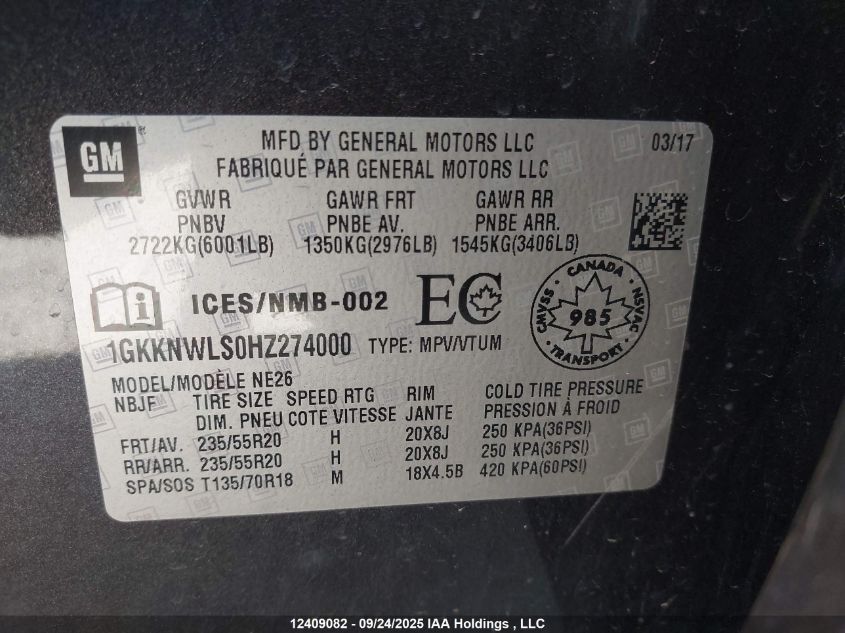 GM
MFD BY GENERAL MOTORS LLC 03/17
FABRIQUÉ PAR GENERAL MOTORS LLC
GVWR GAWR FRT GAWR RR
PNBV PNBE AV. PNBE ARR.
2722KG(6001LB) 1350KG(2976LB) 1545KG(3406LB)
ICES/NMB-002 EC CMVSS CANADA NSVAC 985 TRANSPORT
1GKKNWLS0HZ274000 TYPE: MPV/VTUM
MODEL/MODÈLE NE26
NBJF TIRE SIZE SPEED RTG RIM COLD TIRE PRESSURE
DIM. PNEU COTE VITESSE JANTE PRESSION À FROID
FRT/AV. 235/55R20 H 20X8J 250 KPA(36PSI)
RR/ARR. 235/55R20 H 20X8J 250 KPA(36PSI)
SPA/SOS T135/70R18 M 18X4.5B 420 KPA(60PSI)
12409082 - 09/24/2025 IAA Holdings , LLC